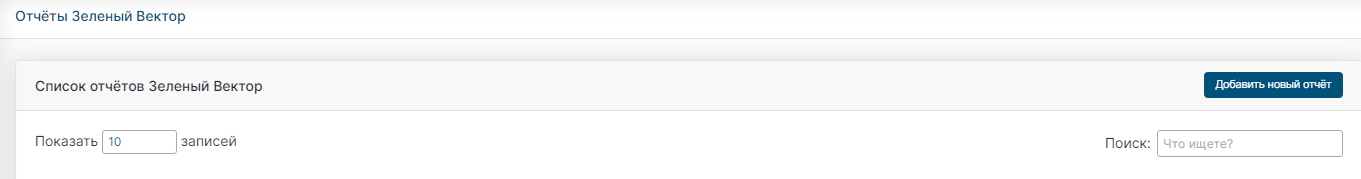 Отчёты Зеленый Вектор
Список отчётов Зеленый Вектор Добавить новый отчёт
Показать 10 записей Поиск: Что ищете?